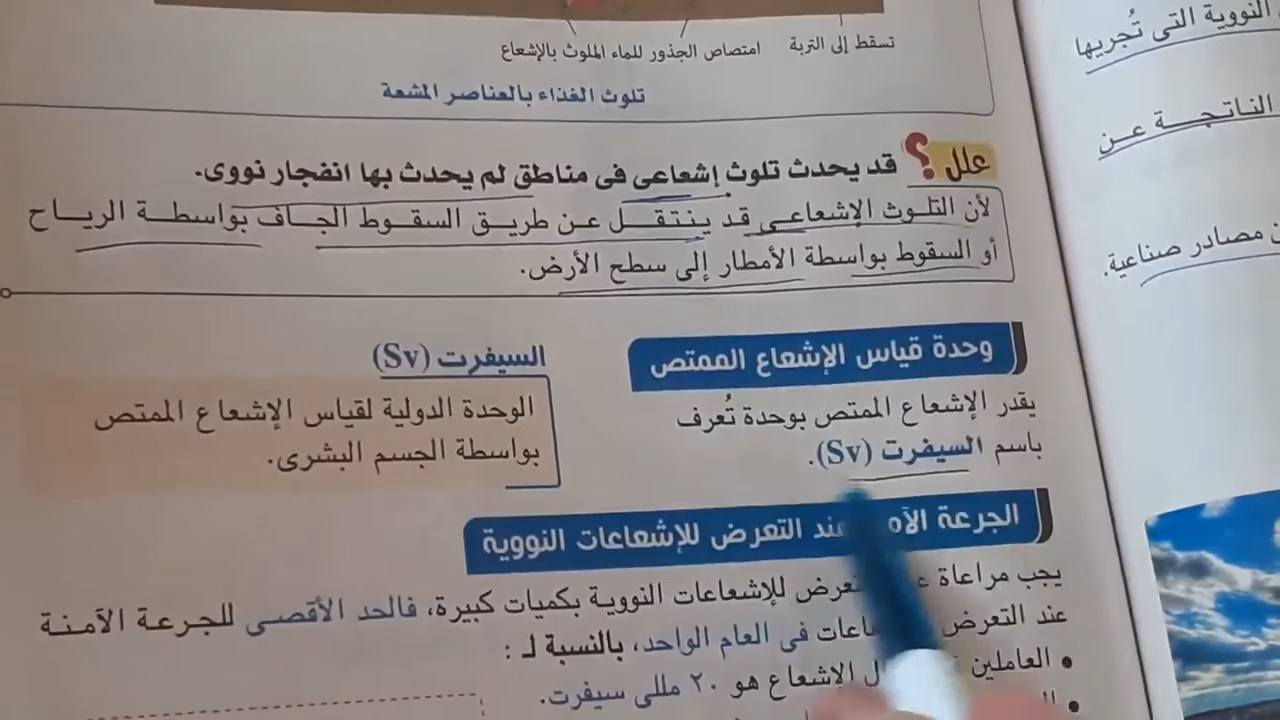 تسقط إلى التربة
امتصاص الجذور للماء الملوث بالإشعاع
تلوث الغذاء بالعناصر المشعة
علل ؟ قد يحدث تلوث إشعاعى فى مناطق لم يحدث بها انفجار نووى.
لأن التلوث الإشعاعى قد ينتقل عن طريق السقوط الجاف بواسطة الرياح
أو السقوط بواسطة الأمطار إلى سطح الأرض.
وحدة قياس الإشعاع الممتص
يقدر الإشعاع الممتص بوحدة تُعرف
باسم السيفرت (Sv).
السيفرت (Sv)
الوحدة الدولية لقياس الإشعاع الممتص
بواسطة الجسم البشرى.
الجرعة عند التعرض للإشعاعات النووية
يجب مراعاة للإشعاعات النووية بكميات كبيرة، فالحد الأقصى للجرعة الآمنة
عند التعرض فى العام الواحد، بالنسبة لـ :
• العاملين الإشعاع هو ٢٠ مللى سيفرت.
النووية التى تُجريها
الناتجة عن
مصادر صناعية.